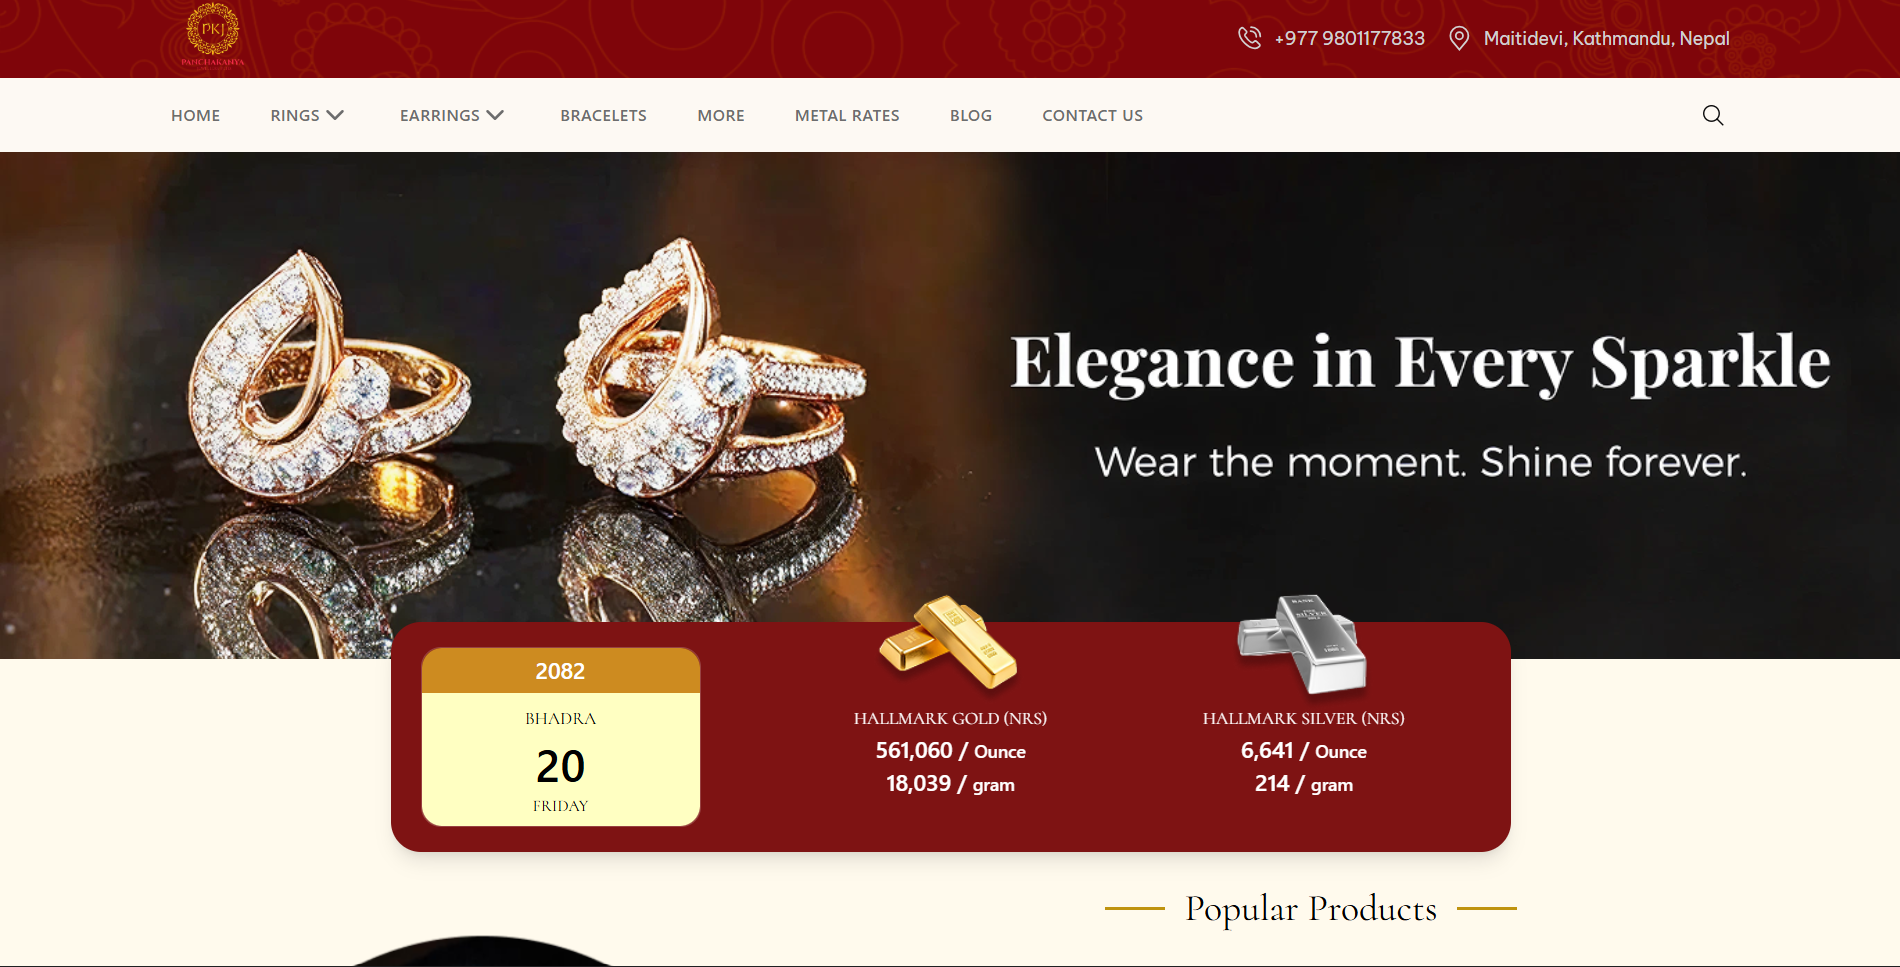 PKJ
PANCHAKANYA
+977 9801177833
Maitidevi, Kathmandu, Nepal
HOME
RINGS
EARRINGS
BRACELETS
MORE
METAL RATES
BLOG
CONTACT US
Elegance in Every Sparkle
Wear the moment. Shine forever.
2082
BHADRA
20
FRIDAY
HALLMARK GOLD (NRS)
561,060 / Ounce
18,039 / gram
HALLMARK SILVER (NRS)
6,641 / Ounce
214 / gram
Popular Products